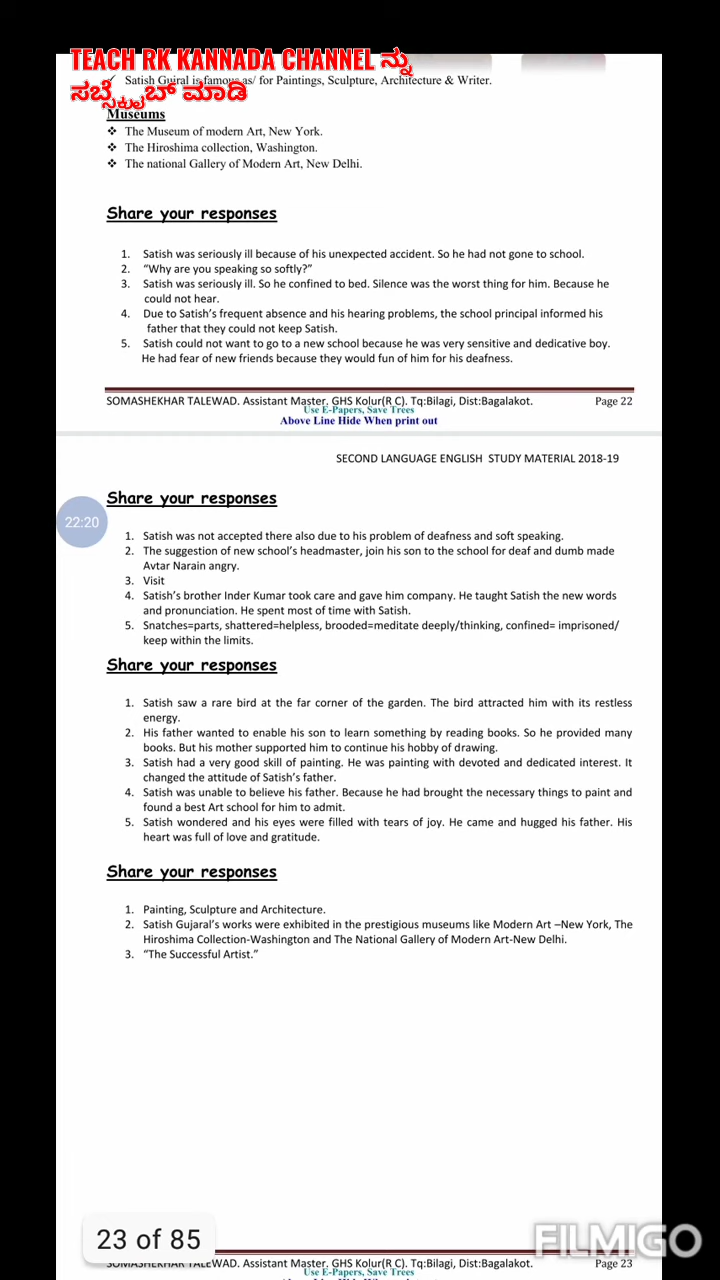 TEACH RK KANNADA CHANNEL ನ್ನು
✓ Satish Gujral is famous as/ for Paintings, Sculpture, Architecture & Writer.
ಸಬ್ಸ್ಕ್ರೈಬ್ ಮಾಡಿ
Museums
❖ The Museum of modern Art, New York.
❖ The Hiroshima collection, Washington.
❖ The national Gallery of Modern Art, New Delhi.
Share your responses
1. Satish was seriously ill because of his unexpected accident. So he had not gone to school.
2. “Why are you speaking so softly?”
3. Satish was seriously ill. So he confined to bed. Silence was the worst thing for him. Because he
could not hear.
4. Due to Satish’s frequent absence and his hearing problems, the school principal informed his
father that they could not keep Satish.
5. Satish could not want to go to a new school because he was very sensitive and dedicative boy.
He had fear of new friends because they would fun of him for his deafness.
SOMASHEKHAR TALEWAD. Assistant Master. GHS Kolur(R C). Tq:Bilagi, Dist:Bagalakot. Page 22
Use E-Papers, Save Trees
Above Line Hide When print out
SECOND LANGUAGE ENGLISH STUDY MATERIAL 2018-19
Share your responses
22:20
1. Satish was not accepted there also due to his problem of deafness and soft speaking.
2. The suggestion of new school’s headmaster, join his son to the school for deaf and dumb made
Avtar Narain angry.
3. Visit
4. Satish’s brother Inder Kumar took care and gave him company. He taught Satish the new words
and pronunciation. He spent most of time with Satish.
5. Snatches=parts, shattered=helpless, brooded=meditate deeply/thinking, confined= imprisoned/
keep within the limits.
Share your responses
1. Satish saw a rare bird at the far corner of the garden. The bird attracted him with its restless
energy.
2. His father wanted to enable his son to learn something by reading books. So he provided many
books. But his mother supported him to continue his hobby of drawing.
3. Satish had a very good skill of painting. He was painting with devoted and dedicated interest. It
changed the attitude of Satish’s father.
4. Satish was unable to believe his father. Because he had brought the necessary things to paint and
found a best Art school for him to admit.
5. Satish wondered and his eyes were filled with tears of joy. He came and hugged his father. His
heart was full of love and gratitude.
Share your responses
1. Painting, Sculpture and Architecture.
2. Satish Gujaral’s works were exhibited in the prestigious museums like Modern Art –New York, The
Hiroshima Collection-Washington and The National Gallery of Modern Art-New Delhi.
3. “The Successful Artist.”
23 of 85
FILMIGO
SOMASHEKHAR TALEWAD. Assistant Master. GHS Kolur(R C). Tq:Bilagi, Dist:Bagalakot. Page 23
Use E-Papers, Save Trees